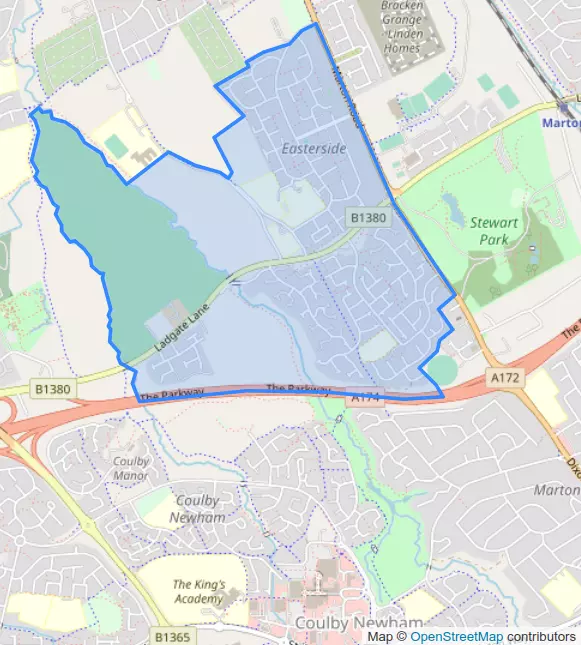 Bracken
Grange
Linden
Homes
Marton Road
Marton
Easterside
B1380
Stewart
Park
Ladgate Lane
B1380
The Parkway
The Parkway
A174
A172
The
Dixon
Coulby
Manor
Coulby
Newham
Marton
The King's
Academy
Coulby Newham
B1365
Map © OpenStreetMap contributors